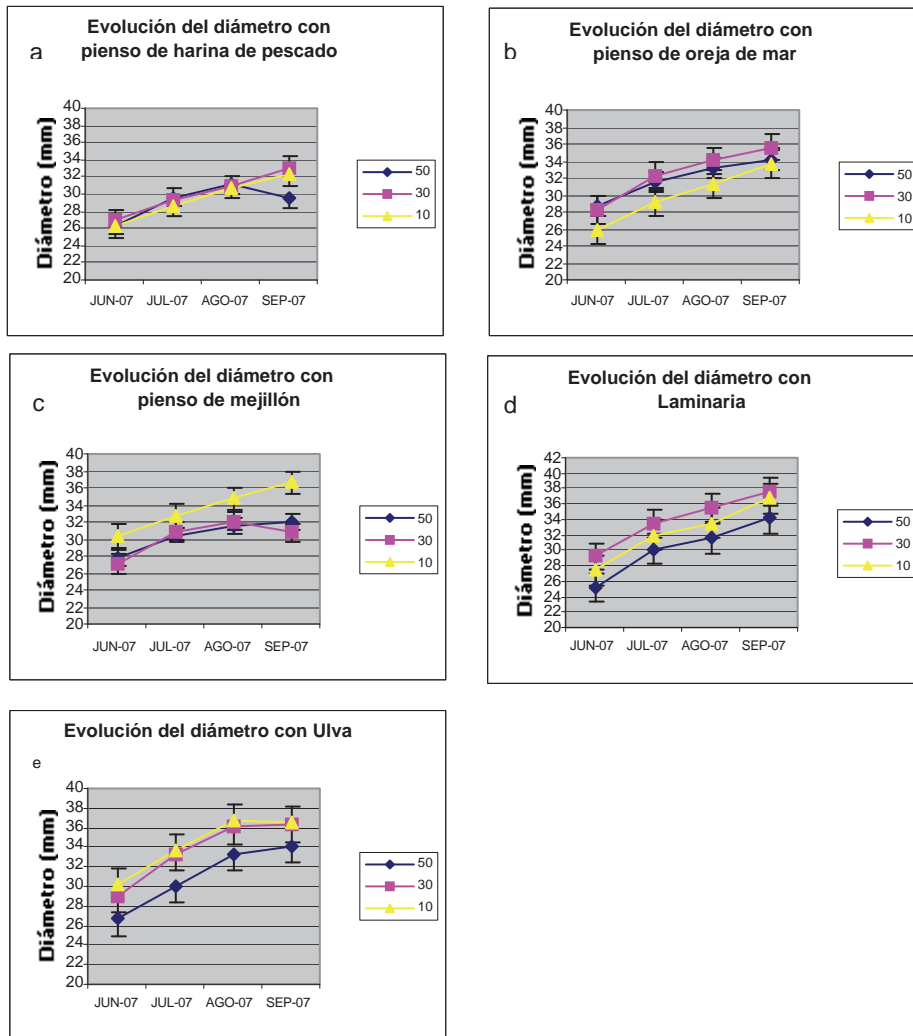 Evolución del diámetro con
pienso de harina de pescado
a
Diámetro (mm)
40
38
36
34
32
30
28
26
24
22
20
JUN-07 JUL-07 AGO-07 SEP-07
50
30
10
Evolución del diámetro con
pienso de oreja de mar
b
Diámetro (mm)
40
38
36
34
32
30
28
26
24
22
20
JUN-07 JUL-07 AGO-07 SEP-07
50
30
10
Evolución del diámetro con
pienso de mejillón
c
Diámetro (mm)
40
38
36
34
32
30
28
26
24
22
20
JUN-07 JUL-07 AGO-07 SEP-07
50
30
10
Evolución del diámetro con
Laminaria
d
Diámetro (mm)
42
40
38
36
34
32
30
28
26
24
22
20
JUN-07 JUL-07 AGO-07 SEP-07
50
30
10
Evolución del diámetro con Ulva
e
Diámetro (mm)
40
38
36
34
32
30
28
26
24
22
20
JUN-07 JUL-07 AGO-07 SEP-07
50
30
10